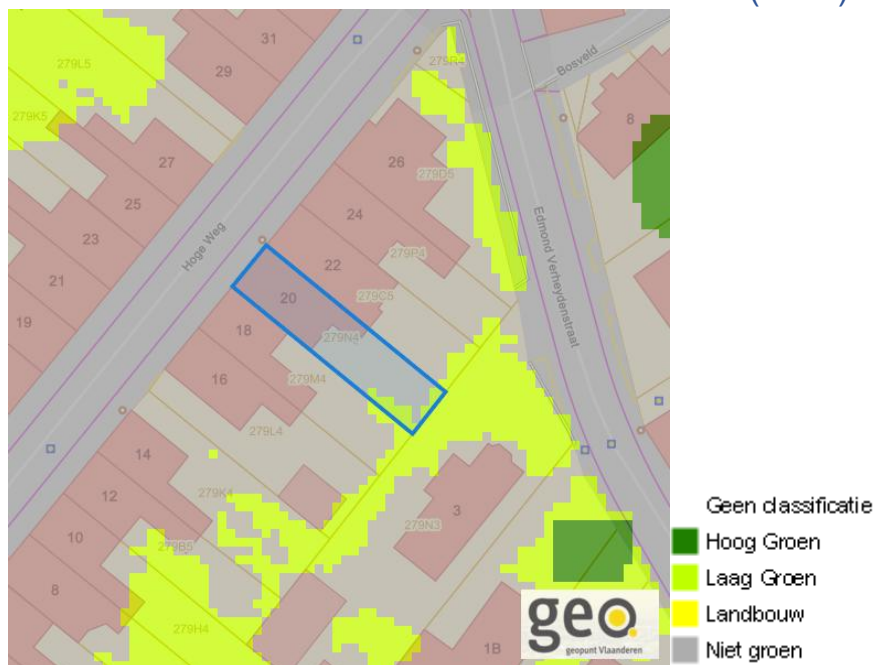 31
29
279L5
279K5
27
25
23
21
19
Hoge Weg
279R4
Bosveld
8
26
279D5
24
22
279P4
20
279C5
18
279N4
16
279M4
Edmond Verheydenstraat
279L4
14
12
279K4
10
279B5
8
3
279N3
279H4
1B
geo
geopunt Vlaanderen
Geen classificatie
Hoog Groen
Laag Groen
Landbouw
Niet groen